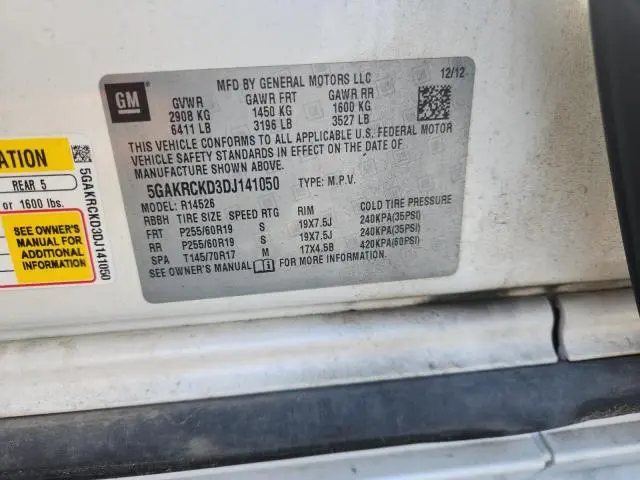 GM
MFD BY GENERAL MOTORS LLC 12/12
GVWR GAWR FRT GAWR RR
2908 KG 1450 KG 1600 KG
6411 LB 3196 LB 3527 LB
THIS VEHICLE CONFORMS TO ALL APPLICABLE U.S. FEDERAL MOTOR
VEHICLE SAFETY STANDARDS IN EFFECT ON THE DATE OF
MANUFACTURE SHOWN ABOVE.
5GAKRCKD3DJ141050 TYPE: M.P.V.
MODEL: R14526
RBBH TIRE SIZE SPEED RTG RIM COLD TIRE PRESSURE
FRT P255/60R19 S 19X7.5J 240KPA(35PSI)
RR P255/60R19 S 19X7.5J 240KPA(35PSI)
SPA T145/70R17 M 17X4.5B 420KPA(60PSI)
SEE OWNER'S MANUAL FOR MORE INFORMATION
ATION
REAR 5
or 1600 lbs.
SEE OWNER'S
MANUAL FOR
ADDITIONAL
INFORMATION
5GAKRCKD3DJ141050